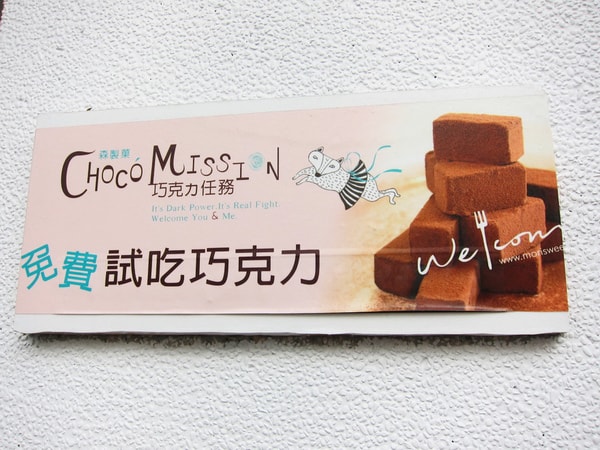 森製菓
CHOCÓ MISSION
巧克力任務
It's Dark Power.It's Real Fight.
Welcome You & Me.
免費試吃巧克力
Welcom
www.moriswee